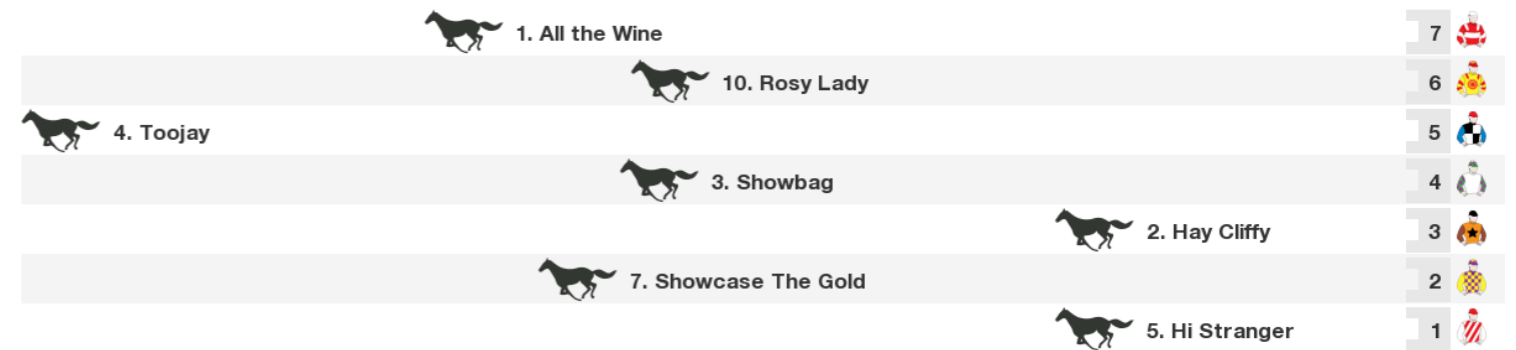 1. All the Wine 7
10. Rosy Lady 6
4. Toojay 5
3. Showbag 4
2. Hay Cliffy 3
7. Showcase The Gold 2
5. Hi Stranger 1